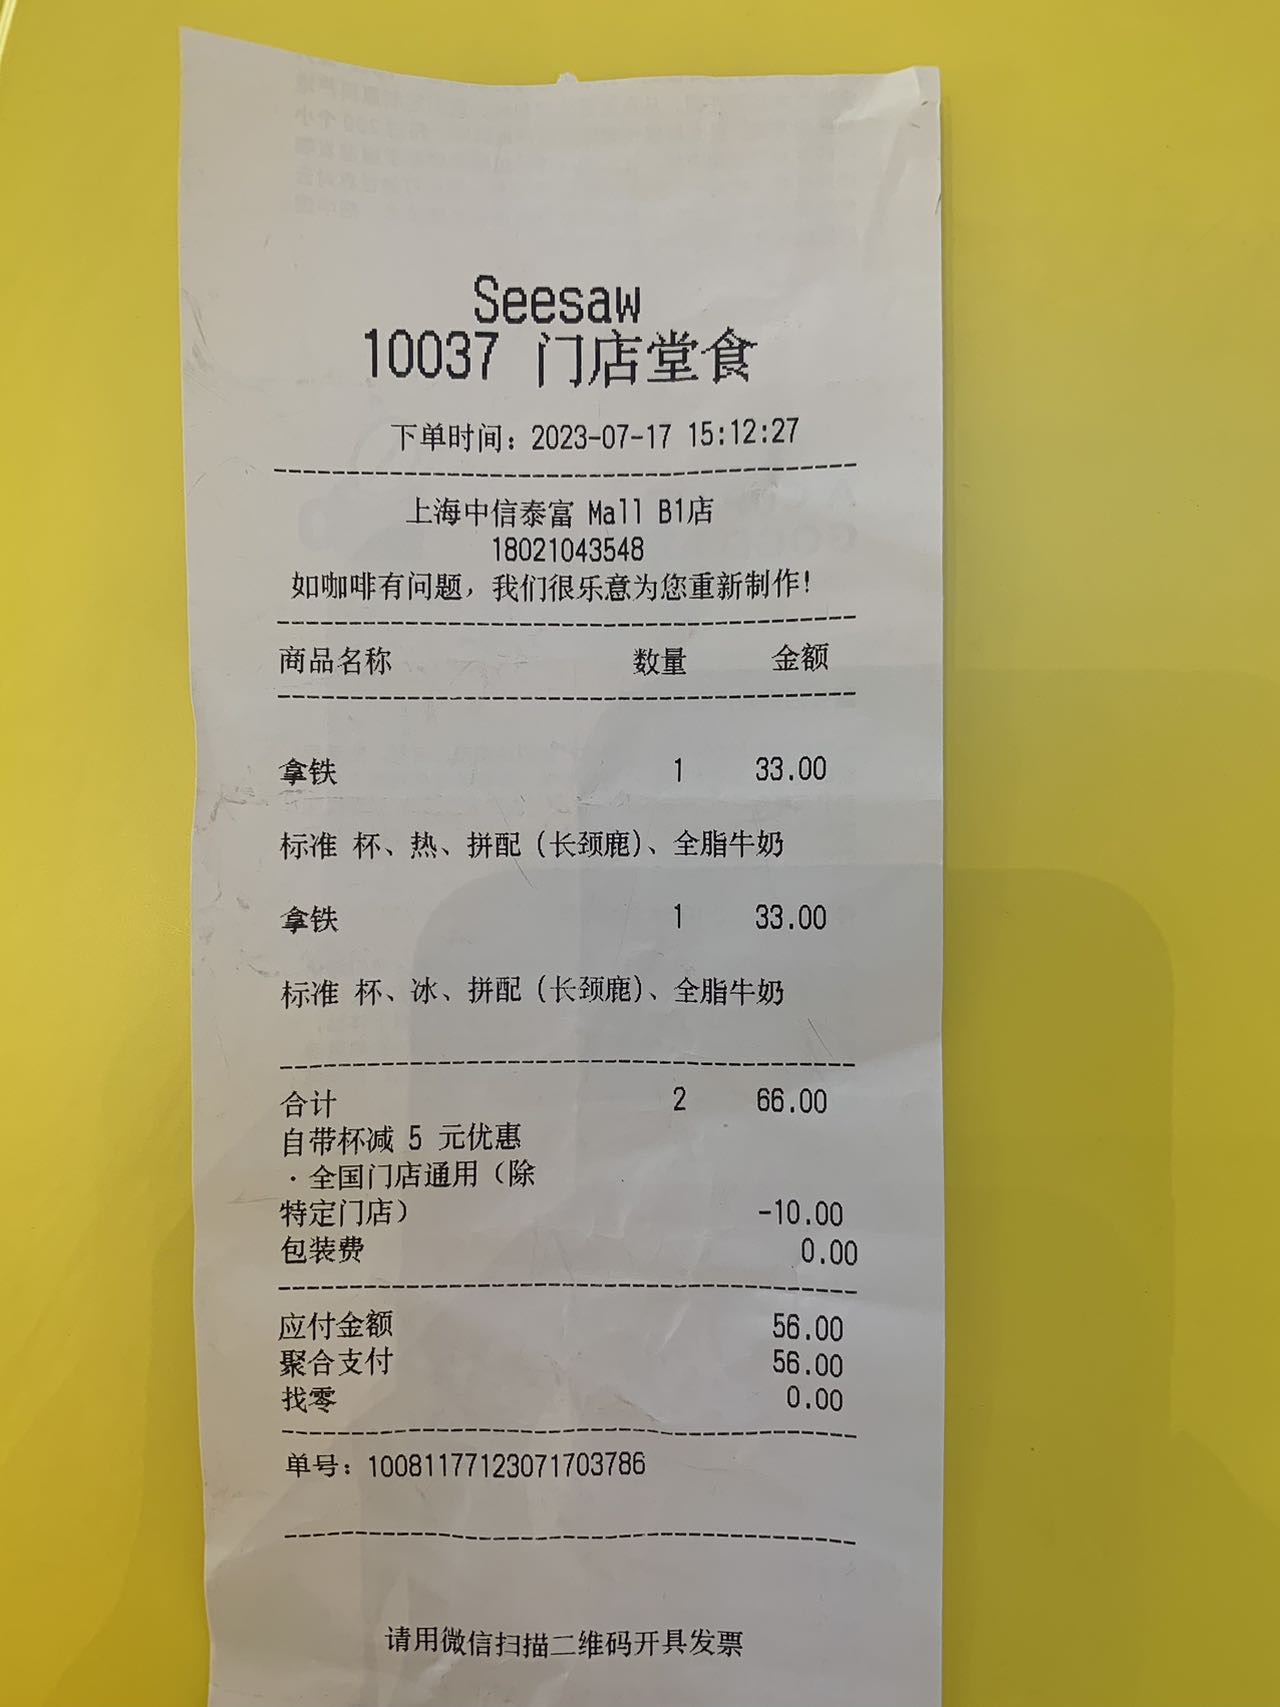 Seesaw
10037 门店堂食
下单时间：2023-07-17 15:12:27
上海中信泰富 Mall B1店
18021043548
如咖啡有问题，我们很乐意为您重新制作！
商品名称 数量 金额
拿铁 1 33.00
标准 杯、热、拼配(长颈鹿)、全脂牛奶
拿铁 1 33.00
标准 杯、冰、拼配(长颈鹿)、全脂牛奶
合计 2 66.00
自带杯减 5 元优惠
·全国门店通用（除
特定门店） -10.00
包装费 0.00
应付金额 56.00
聚合支付 56.00
找零 0.00
单号：10081177123071703786
请用微信扫描二维码开具发票